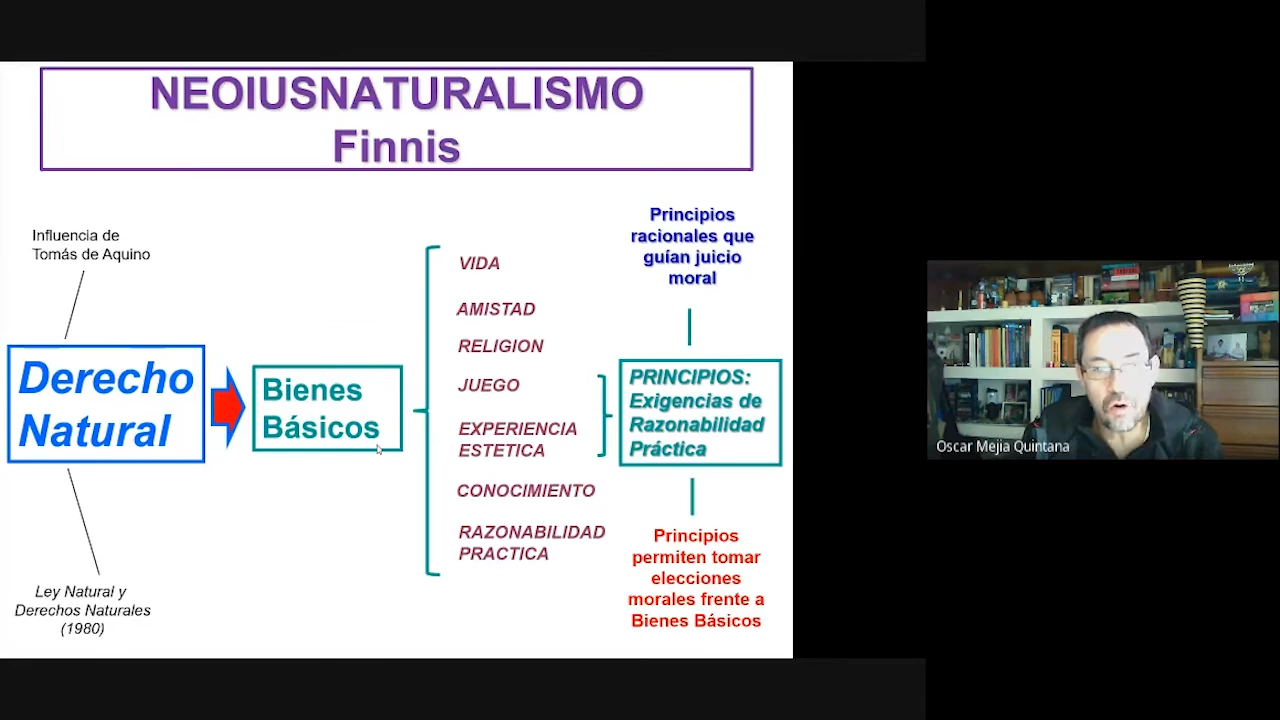 NEOIUSNATURALISMO
Finnis
Influencia de
Tomás de Aquino
Derecho
Natural
Ley Natural y
Derechos Naturales
(1980)
Bienes
Básicos
VIDA
AMISTAD
RELIGION
JUEGO
EXPERIENCIA
ESTETICA
CONOCIMIENTO
RAZONABILIDAD
PRACTICA
Principios
racionales que
guían juicio
moral
PRINCIPIOS:
Exigencias de
Razonabilidad
Práctica
Principios
permiten tomar
elecciones
morales frente a
Bienes Básicos
Oscar Mejia Quintana